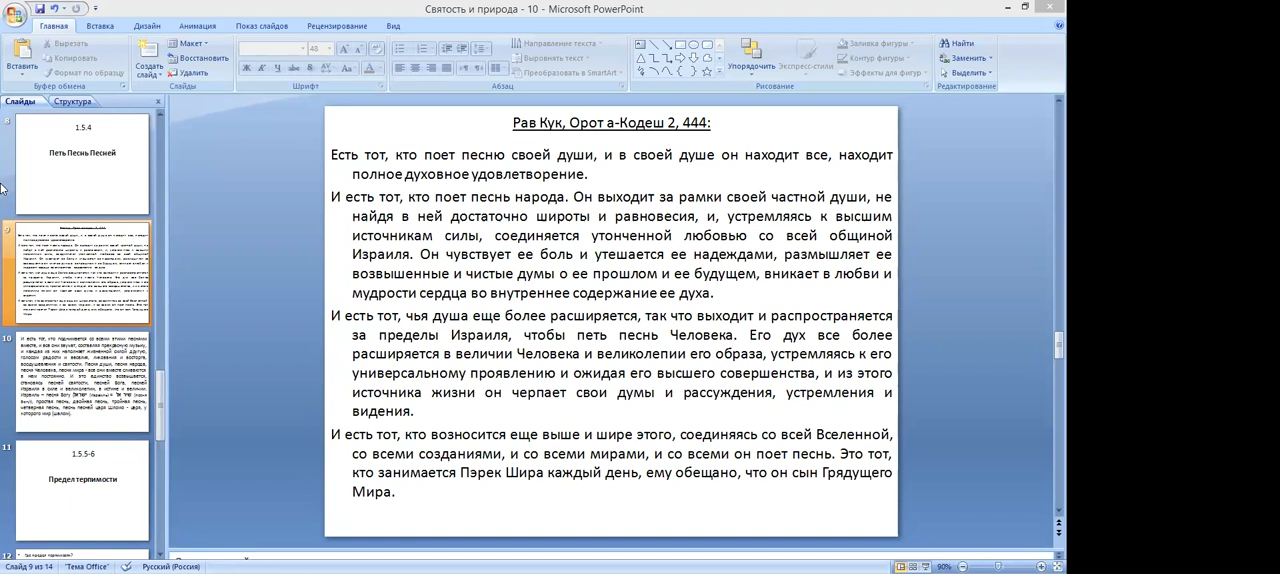 Святость и природа - 10 - Microsoft PowerPoint
Главная Вставка Дизайн Анимация Показ слайдов Рецензирование Вид
Вставить
Вырезать
Копировать
Формат по образцу
Буфер обмена
Создать слайд
Макет
Восстановить
Удалить
Слайды
48
Шрифт
Направление текста
Выровнять текст
Преобразовать в SmartArt
Абзац
Упорядочить
Экспресс-стили
Заливка фигуры
Контур фигуры
Эффекты для фигур
Рисование
Найти
Заменить
Выделить
Редактирование
Слайды Структура
8
1.5.4
Петь Песнь Песней
9
10
11
1.5.5-6
Предел терпимости
12
Рав Кук, Орот а-Кодеш 2, 444:
Есть тот, кто поет песню своей души, и в своей душе он находит все, находит
полное духовное удовлетворение.
И есть тот, кто поет песнь народа. Он выходит за рамки своей частной души, не
найдя в ней достаточно широты и равновесия, и, устремляясь к высшим
источникам силы, соединяется утонченной любовью со всей общиной
Израиля. Он чувствует ее боль и утешается ее надеждами, размышляет ее
возвышенные и чистые думы о ее прошлом и ее будущем, вникает в любви и
мудрости сердца во внутреннее содержание ее духа.
И есть тот, чья душа еще более расширяется, так что выходит и распространяется
за пределы Израиля, чтобы петь песнь Человека. Его дух все более
расширяется в величии Человека и великолепии его образа, устремляясь к его
универсальному проявлению и ожидая его высшего совершенства, и из этого
источника жизни он черпает свои думы и рассуждения, устремления и
видения.
И есть тот, кто возносится еще выше и шире этого, соединяясь со всей Вселенной,
со всеми созданиями, и со всеми мирами, и со всеми он поет песнь. Это тот,
кто занимается Пэрек Шира каждый день, ему обещано, что он сын Грядущего
Мира.
Слайд 9 из 14 "Тема Office" Русский (Россия) 90%